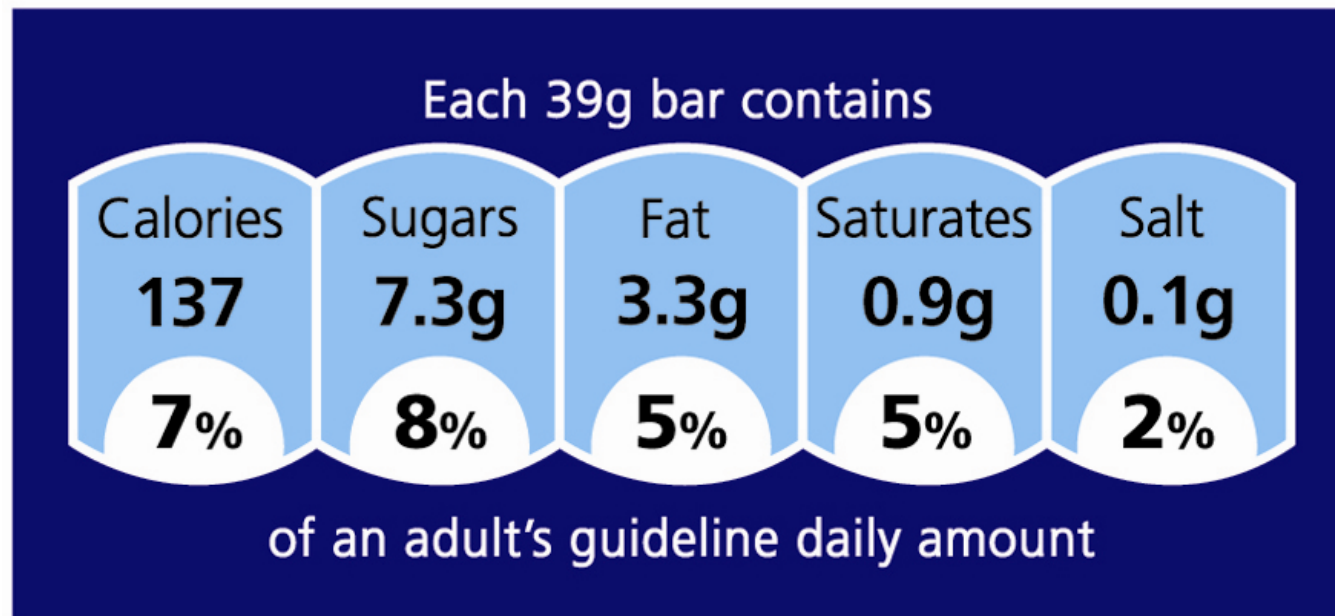 Each 39g bar contains
Calories Sugars Fat Saturates Salt
137 7.3g 3.3g 0.9g 0.1g
7% 8% 5% 5% 2%
of an adult's guideline daily amount